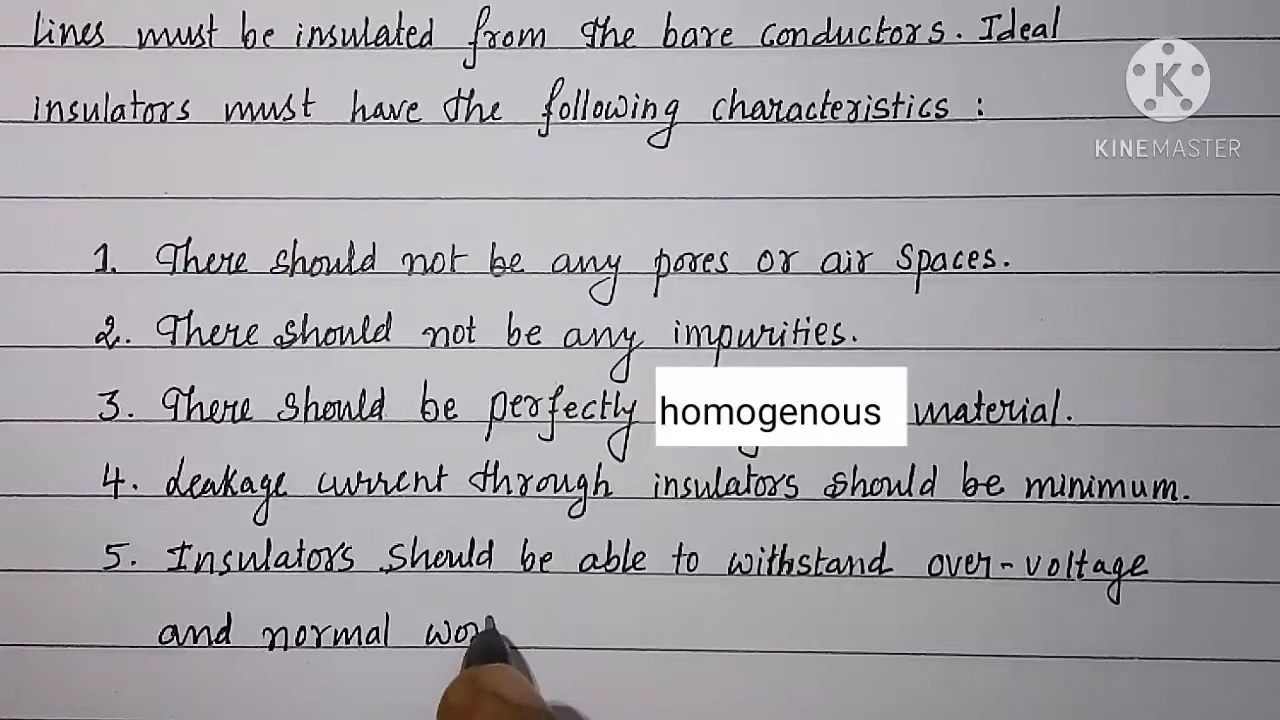 lines must be insulated from the bare conductors. Ideal
insulators must have the following characteristics :
K
KINEMASTER
1. There should not be any pores or air spaces.
2. There should not be any impurities.
3. There should be perfectly homogenous material.
4. Leakage current through insulators should be minimum.
5. Insulators should be able to withstand over-voltage
and normal wor